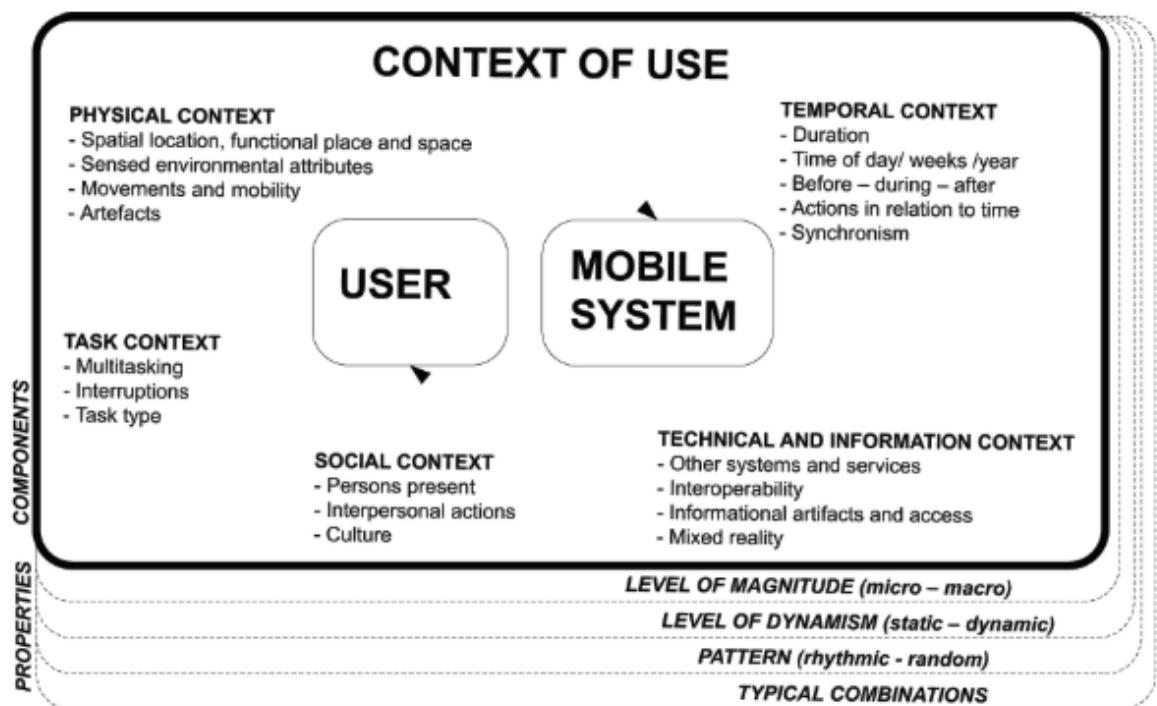 CONTEXT OF USE
PHYSICAL CONTEXT
- Spatial location, functional place and space
- Sensed environmental attributes
- Movements and mobility
- Artefacts
TEMPORAL CONTEXT
- Duration
- Time of day/ weeks /year
- Before – during – after
- Actions in relation to time
- Synchronism
USER
MOBILE
SYSTEM
TASK CONTEXT
- Multitasking
- Interruptions
- Task type
SOCIAL CONTEXT
- Persons present
- Interpersonal actions
- Culture
TECHNICAL AND INFORMATION CONTEXT
- Other systems and services
- Interoperability
- Informational artifacts and access
- Mixed reality
COMPONENTS
PROPERTIES
LEVEL OF MAGNITUDE (micro – macro)
LEVEL OF DYNAMISM (static – dynamic)
PATTERN (rhythmic - random)
TYPICAL COMBINATIONS